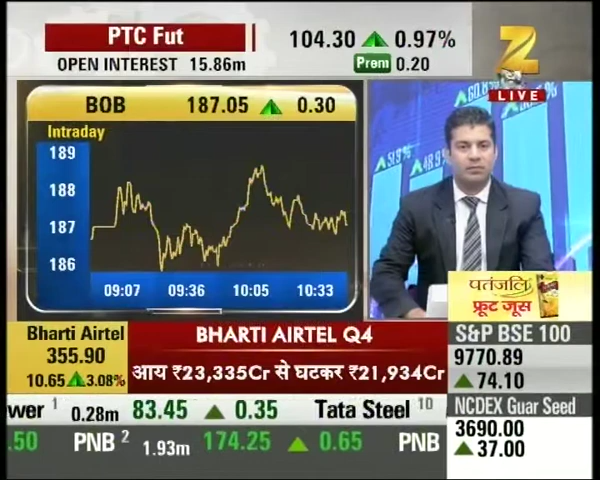 PTC Fut
104.30 0.97%
OPEN INTEREST 15.86m
Prem 0.20
LIVE
BOB 187.05 0.30
Intraday
189
188
187
186
09:07 09:36 10:05 10:33
51.9%
48.9%
पतंजलि
फ्रूट जूस
Bharti Airtel
355.90
10.65 3.08%
BHARTI AIRTEL Q4
आय ₹23,335Cr से घटकर ₹21,934Cr
S&P BSE 100
9770.89
74.10
NCDEX Guar Seed
3690.00
37.00
wer 1 0.28m 83.45 0.35 Tata Steel 10
.50 PNB 2 1.93m 174.25 0.65 PNB